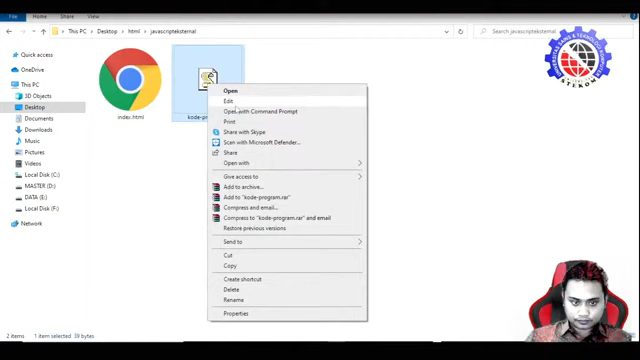 File
Home
Share
View
This PC > Desktop > html > javascripteksternal
Search javascripteksternal
Quick access
OneDrive
This PC
3D Objects
Desktop
Documents
Downloads
Music
Pictures
Videos
Local Disk (C:)
MASTER (D:)
DATA (E:)
Local Disk (F:)
Network
index.html
kode-pr
Open
Edit
Open with Command Prompt
Print
Share with Skype
Scan with Microsoft Defender...
Share
Open with
Give access to
Add to archive...
Add to "kode-program.rar"
Compress and email...
Compress to "kode-program.rar" and email
Restore previous versions
Send to
Cut
Copy
Create shortcut
Delete
Rename
Properties
STEKOM
2 items
1 item selected 39 bytes